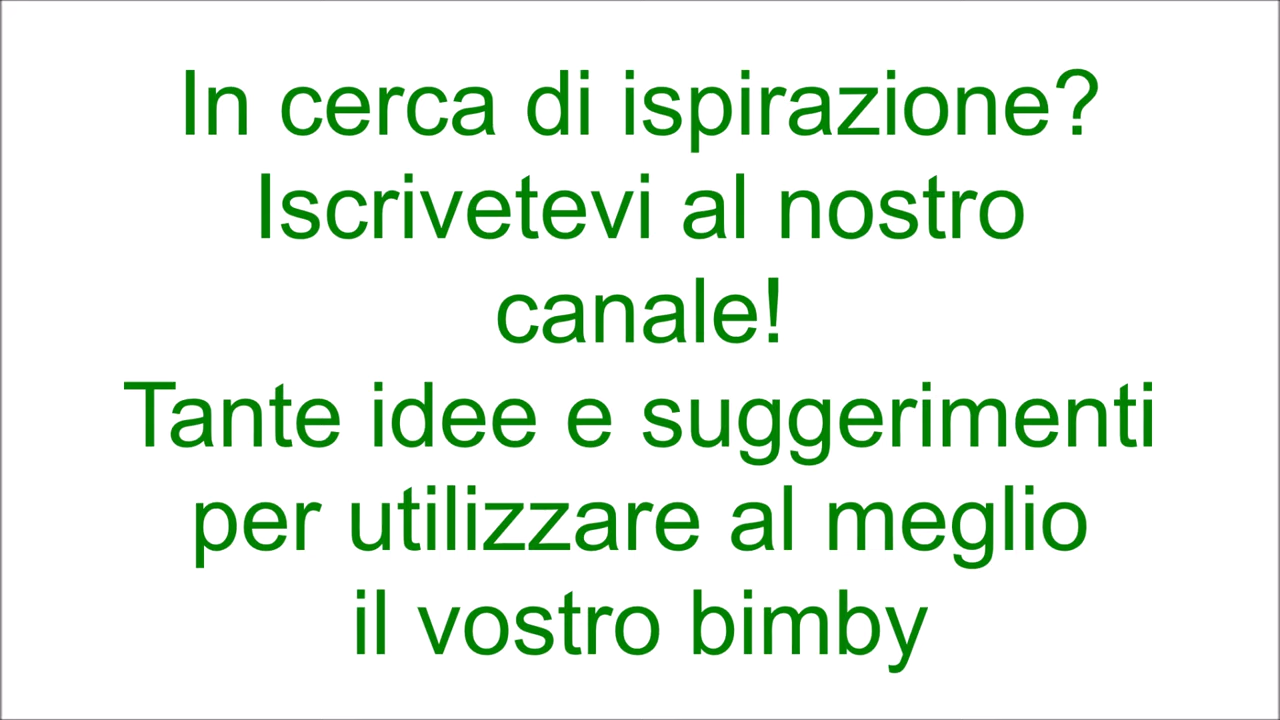 In cerca di ispirazione?
Iscrivetevi al nostro
canale!
Tante idee e suggerimenti
per utilizzare al meglio
il vostro bimby